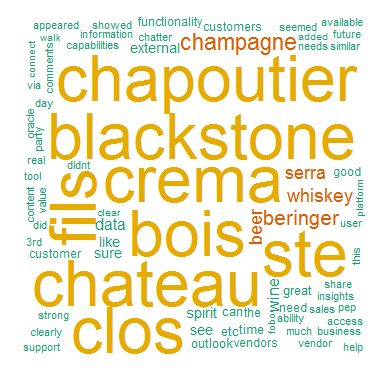 appeared showed functionality available
information customers seemed future
walk capabilities chatter external champagne added needs similar
connect via comments
chapoutier
oracle day party
blackstone
real didnt
tool crema serra good
content value fils clear whiskey platform
did data bois beer beringer user
3rd like
customer sure ste this
chateau wine great share
insights
strong spirit canthe need sales pep
clearly clos see etc time fobo ability access
much business
support outlook vendors vendor help